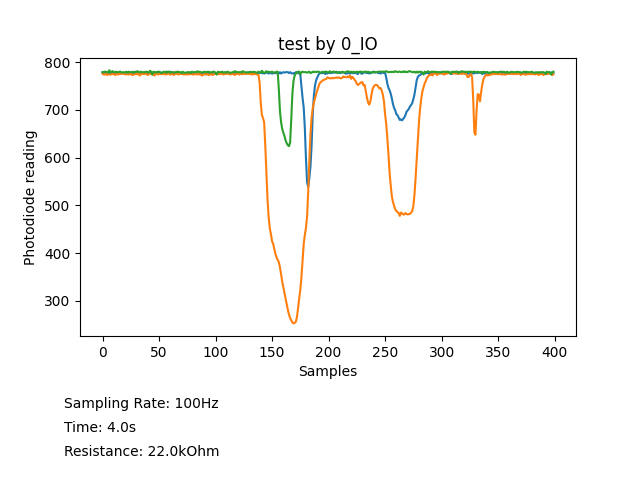 test by 0_IO
800
700
600
500
400
300
Photodiode reading
0 50 100 150 200 250 300 350 400
Samples
Sampling Rate: 100Hz
Time: 4.0s
Resistance: 22.0kOhm